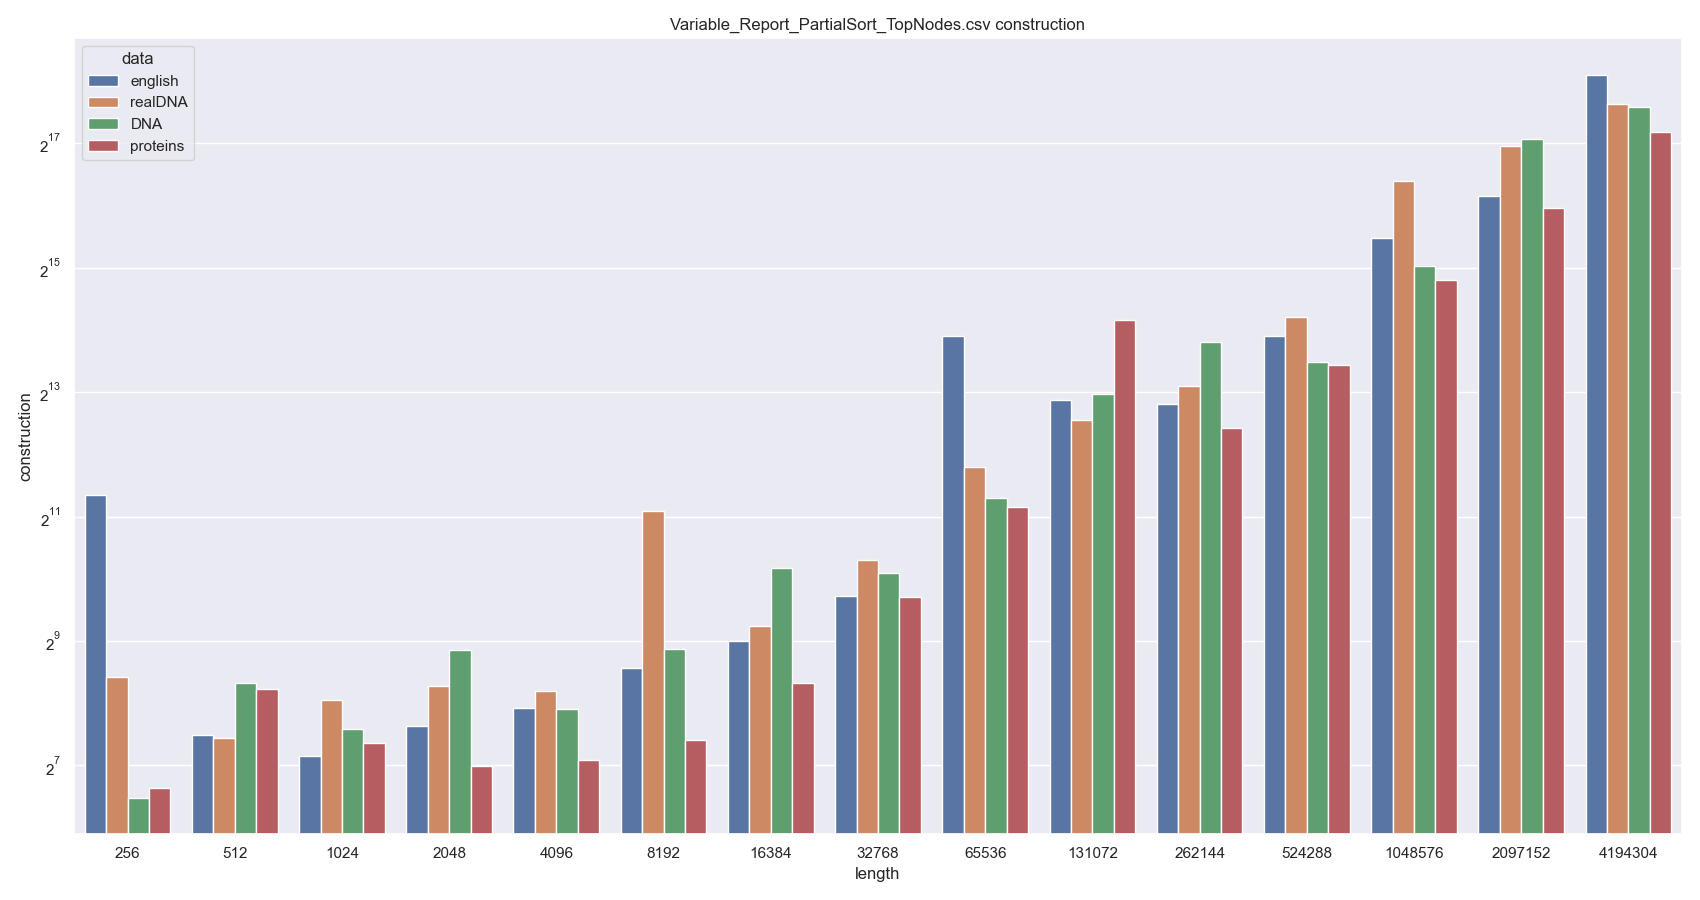 Variable_Report_PartialSort_TopNodes.csv construction
data
english
realDNA
DNA
proteins
2^17
2^15
2^13
2^11
2^9
2^7
construction
256 512 1024 2048 4096 8192 16384 32768 65536 131072 262144 524288 1048576 2097152 4194304
length